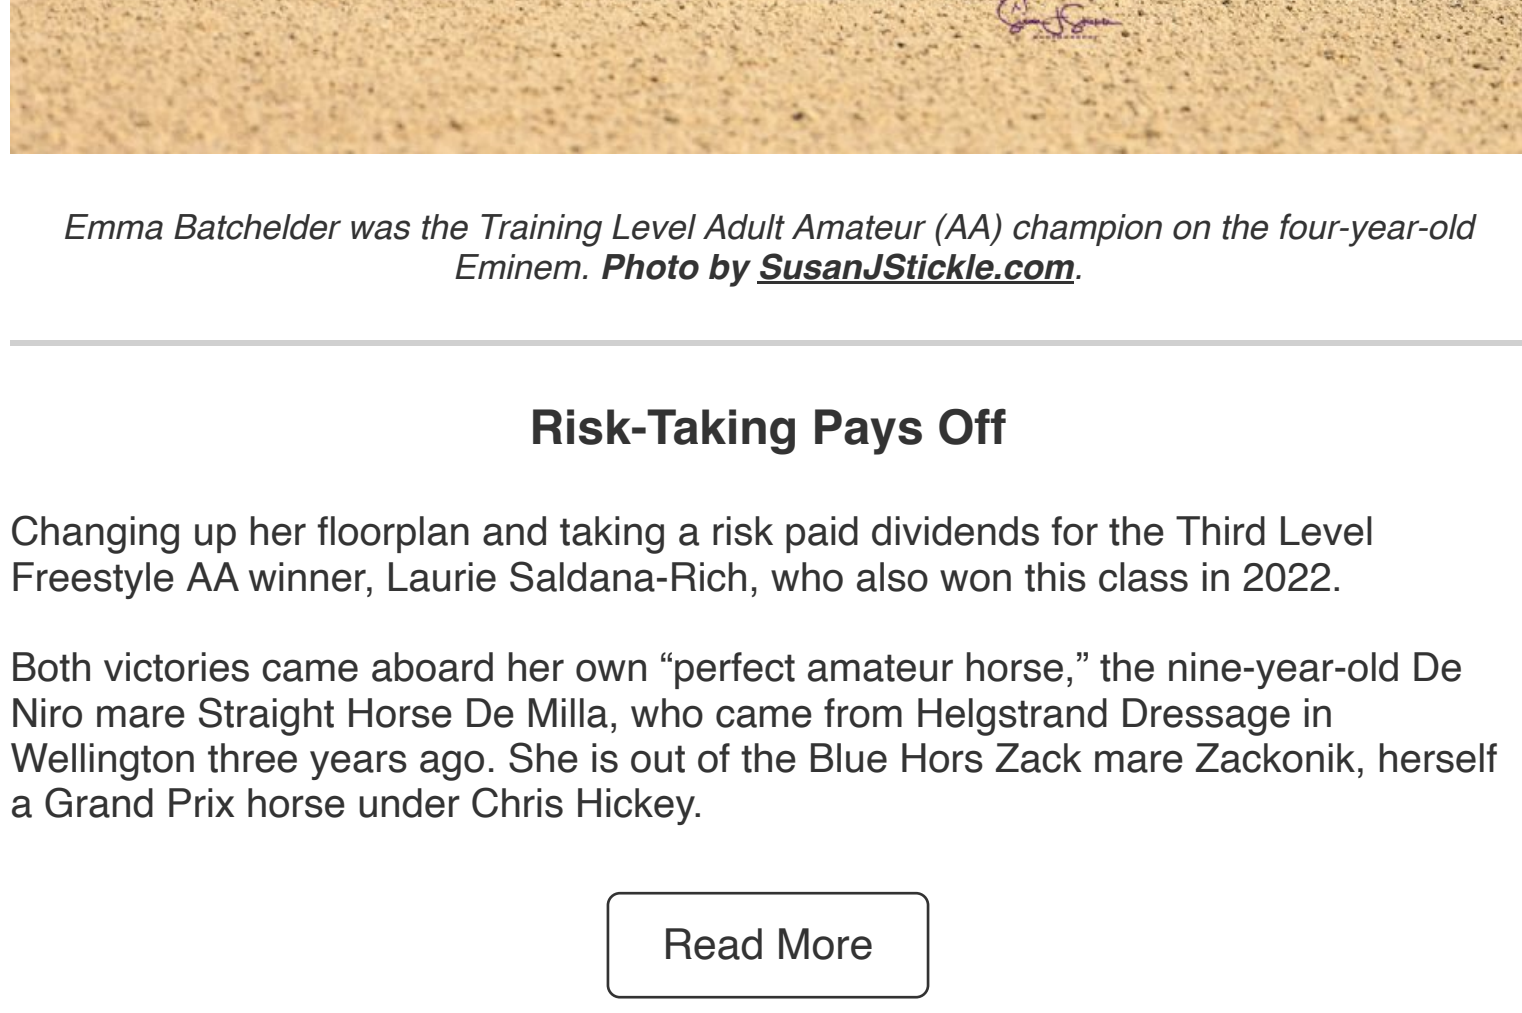 Emma Batchelder was the Training Level Adult Amateur (AA) champion on the four-year-old
Eminem. Photo by SusanJStickle.com.
Risk-Taking Pays Off
Changing up her floorplan and taking a risk paid dividends for the Third Level
Freestyle AA winner, Laurie Saldana-Rich, who also won this class in 2022.
Both victories came aboard her own “perfect amateur horse,” the nine-year-old De
Niro mare Straight Horse De Milla, who came from Helgstrand Dressage in
Wellington three years ago. She is out of the Blue Hors Zack mare Zackonik, herself
a Grand Prix horse under Chris Hickey.
Read More